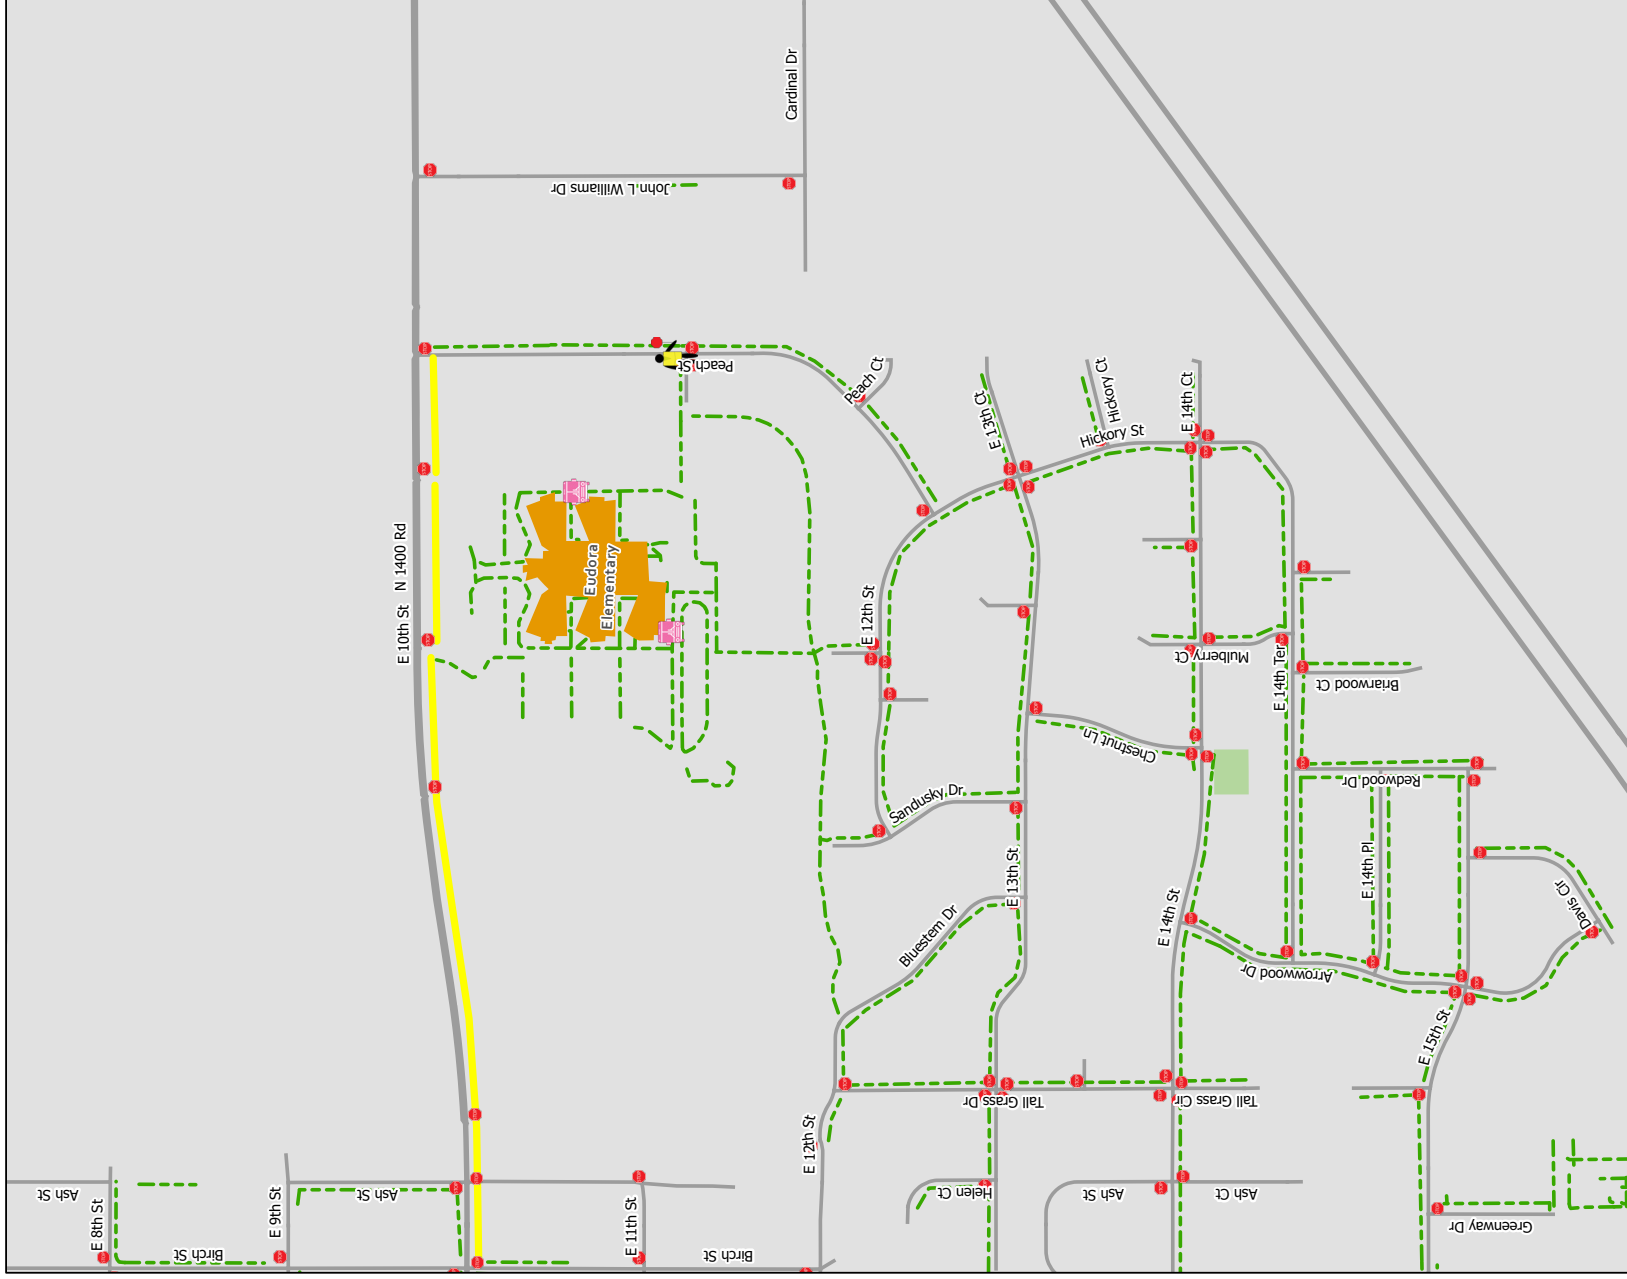 Cardinal Dr
John L Williams Dr
Peach St
Peach Ct
E 13th Ct
Hickory Ct
Hickory St
E 14th Ct
N 1400 Rd
E 10th St
Eudora
Elementary
E 12th St
Mulberry Ct
E 14th Ter
Briarwood Ct
Chestnut Ln
Redwood Dr
Sandusky Dr
E 13th St
E 14th Pl
Davis Cir
Bluestem Dr
E 14th St
Arrowwood Dr
E 15th St
Tall Grass Dr
Tall Grass Cir
E 12th St
Ash St
E 8th St
E 9th St
Ash St
Helen Ct
Ash St
Ash Ct
Greenway Dr
Birch St
E 11th St
Birch St